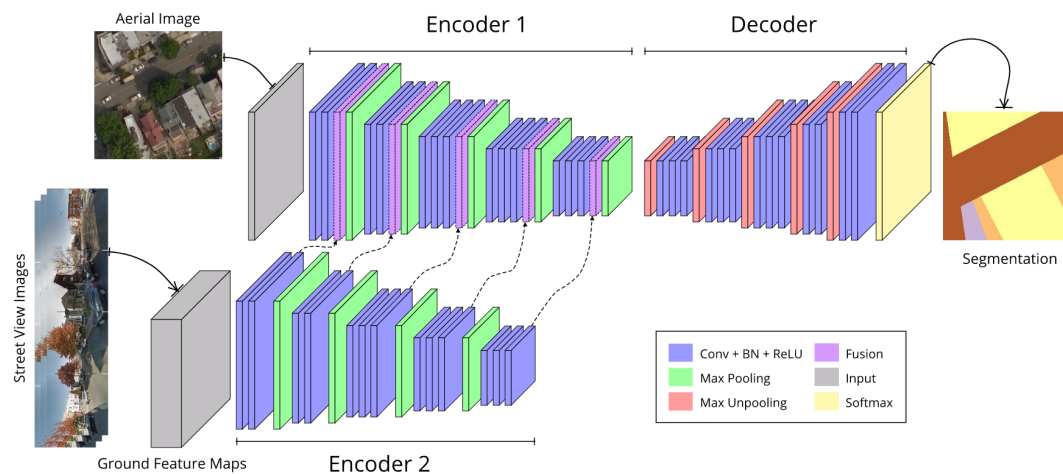 Aerial Image
Encoder 1
Decoder
Street View Images
Segmentation
Ground Feature Maps
Encoder 2
Conv + BN + ReLU
Max Pooling
Max Unpooling
Fusion
Input
Softmax